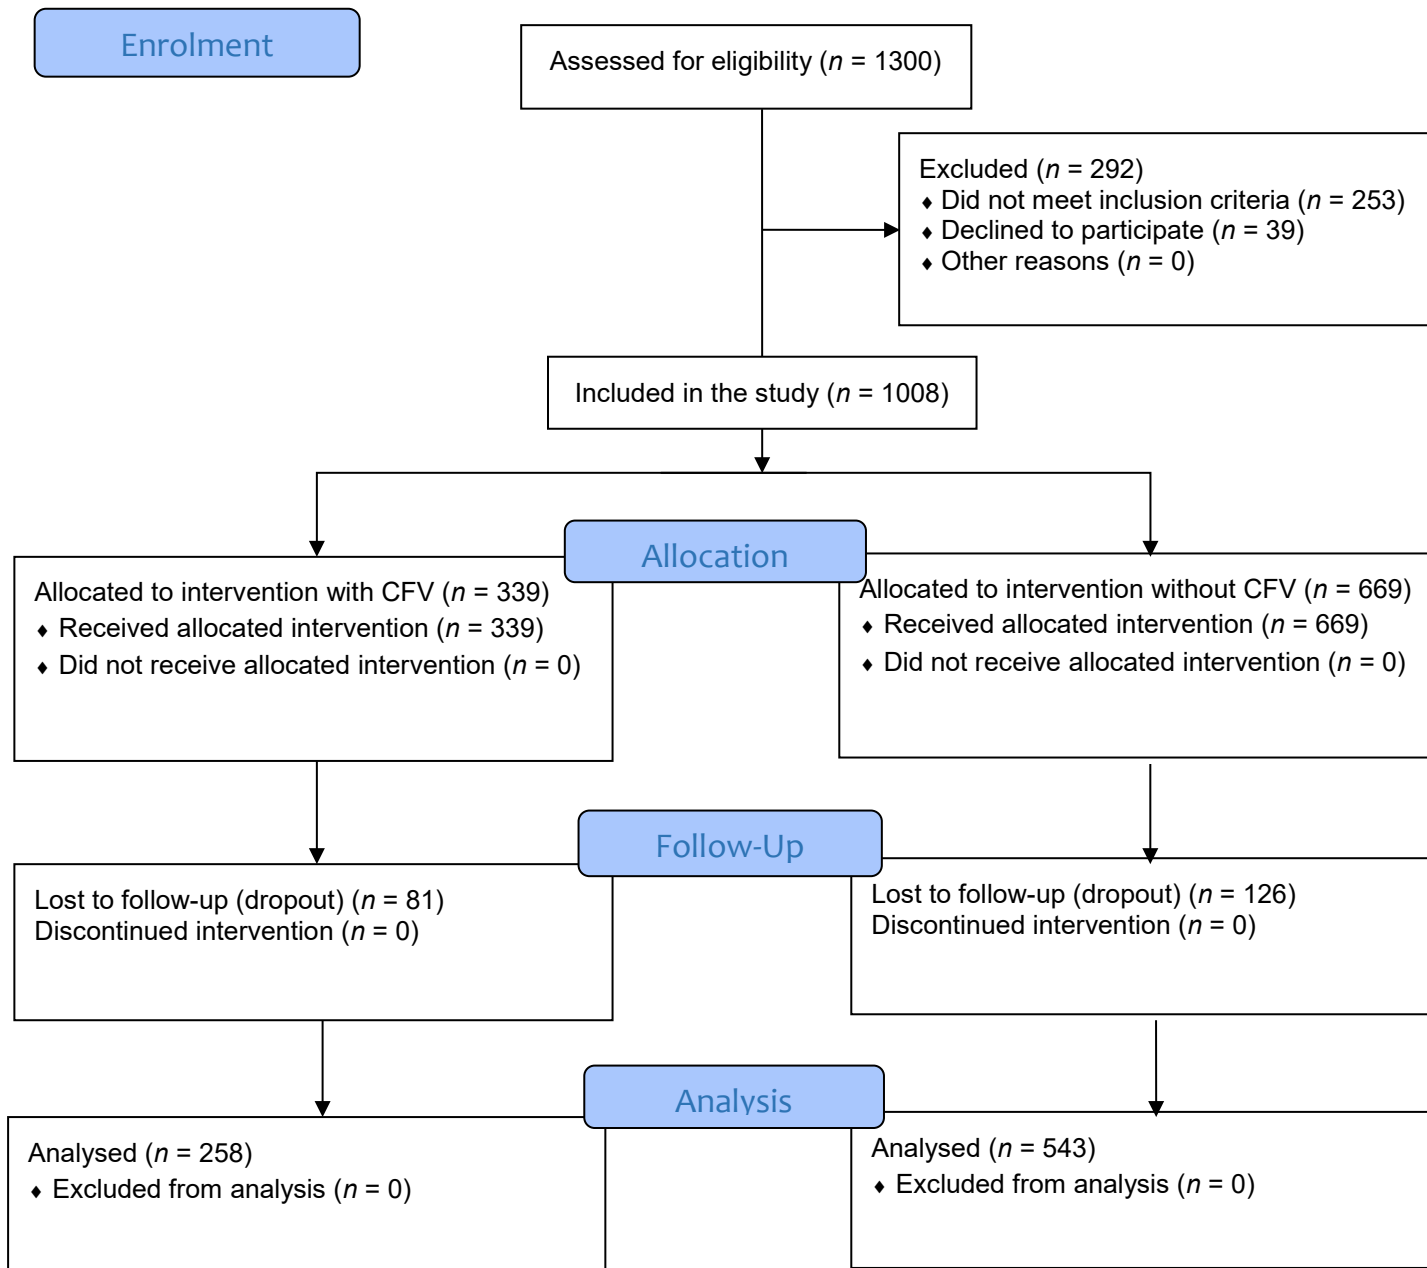 Enrolment
Assessed for eligibility (n = 1300)
Excluded (n = 292)
♦ Did not meet inclusion criteria (n = 253)
♦ Declined to participate (n = 39)
♦ Other reasons (n = 0)
Included in the study (n = 1008)
Allocation
Allocated to intervention with CFV (n = 339)
♦ Received allocated intervention (n = 339)
♦ Did not receive allocated intervention (n = 0)
Allocated to intervention without CFV (n = 669)
♦ Received allocated intervention (n = 669)
♦ Did not receive allocated intervention (n = 0)
Follow-Up
Lost to follow-up (dropout) (n = 81)
Discontinued intervention (n = 0)
Lost to follow-up (dropout) (n = 126)
Discontinued intervention (n = 0)
Analysis
Analysed (n = 258)
♦ Excluded from analysis (n = 0)
Analysed (n = 543)
♦ Excluded from analysis (n = 0)